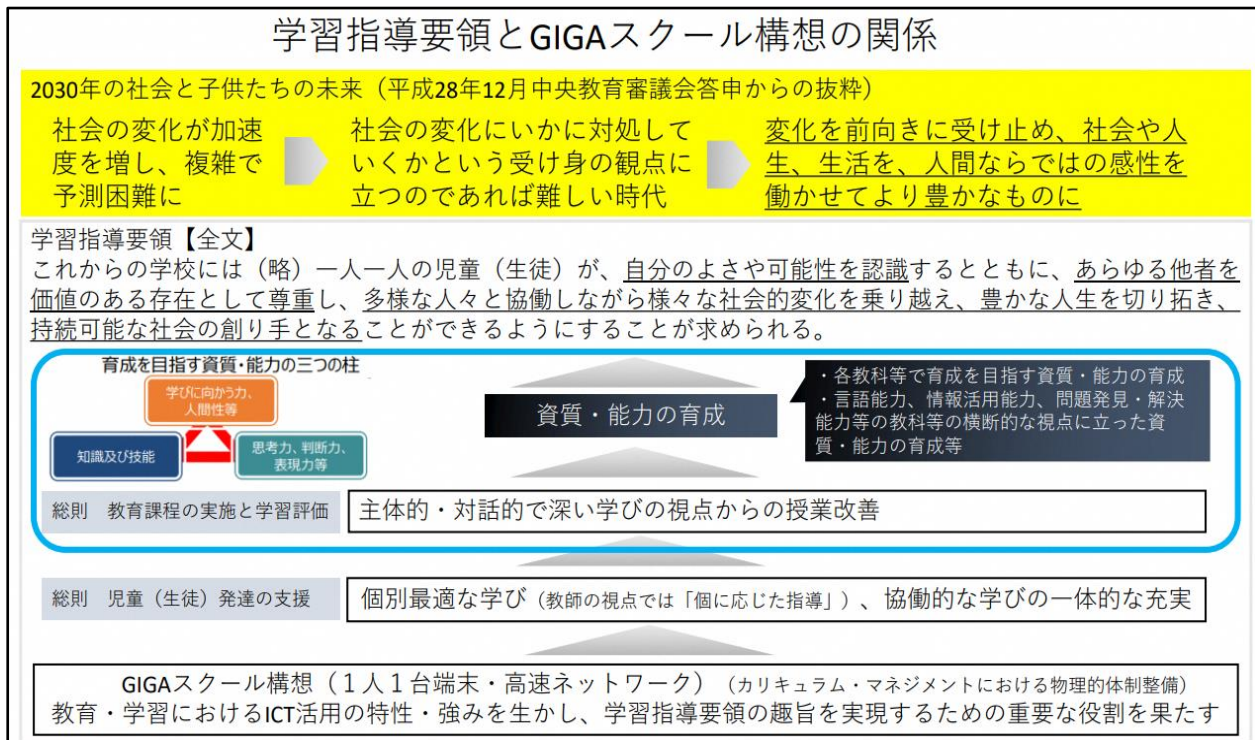 学習指導要領とGIGAスクール構想の関係
2030年の社会と子供たちの未来（平成28年12月中央教育審議会答申からの抜粋）
社会の変化が加速
度を増し、複雑で
予測困難に
社会の変化にいかに対処して
いくかという受け身の観点に
立つのであれば難しい時代
変化を前向きに受け止め、社会や人
生、生活を、人間ならではの感性を
働かせてより豊かなものに
学習指導要領【全文】
これからの学校には（略）一人一人の児童（生徒）が、自分のよさや可能性を認識するとともに、あらゆる他者を
価値のある存在として尊重し、多様な人々と協働しながら様々な社会的変化を乗り越え、豊かな人生を切り拓き、
持続可能な社会の創り手となることができるようにすることが求められる。
育成を目指す資質・能力の三つの柱
学びに向かう力、
人間性等
知識及び技能
思考力、判断力、
表現力等
資質・能力の育成
・各教科等で育成を目指す資質・能力の育成
・言語能力、情報活用能力、問題発見・解決
能力等の教科等の横断的な視点に立った資
質・能力の育成等
総則　教育課程の実施と学習評価
主体的・対話的で深い学びの視点からの授業改善
総則　児童（生徒）発達の支援
個別最適な学び（教師の視点では「個に応じた指導」）、協働的な学びの一体的な充実
GIGAスクール構想（１人１台端末・高速ネットワーク）（カリキュラム・マネジメントにおける物理的体制整備）
教育・学習におけるICT活用の特性・強みを生かし、学習指導要領の趣旨を実現するための重要な役割を果たす